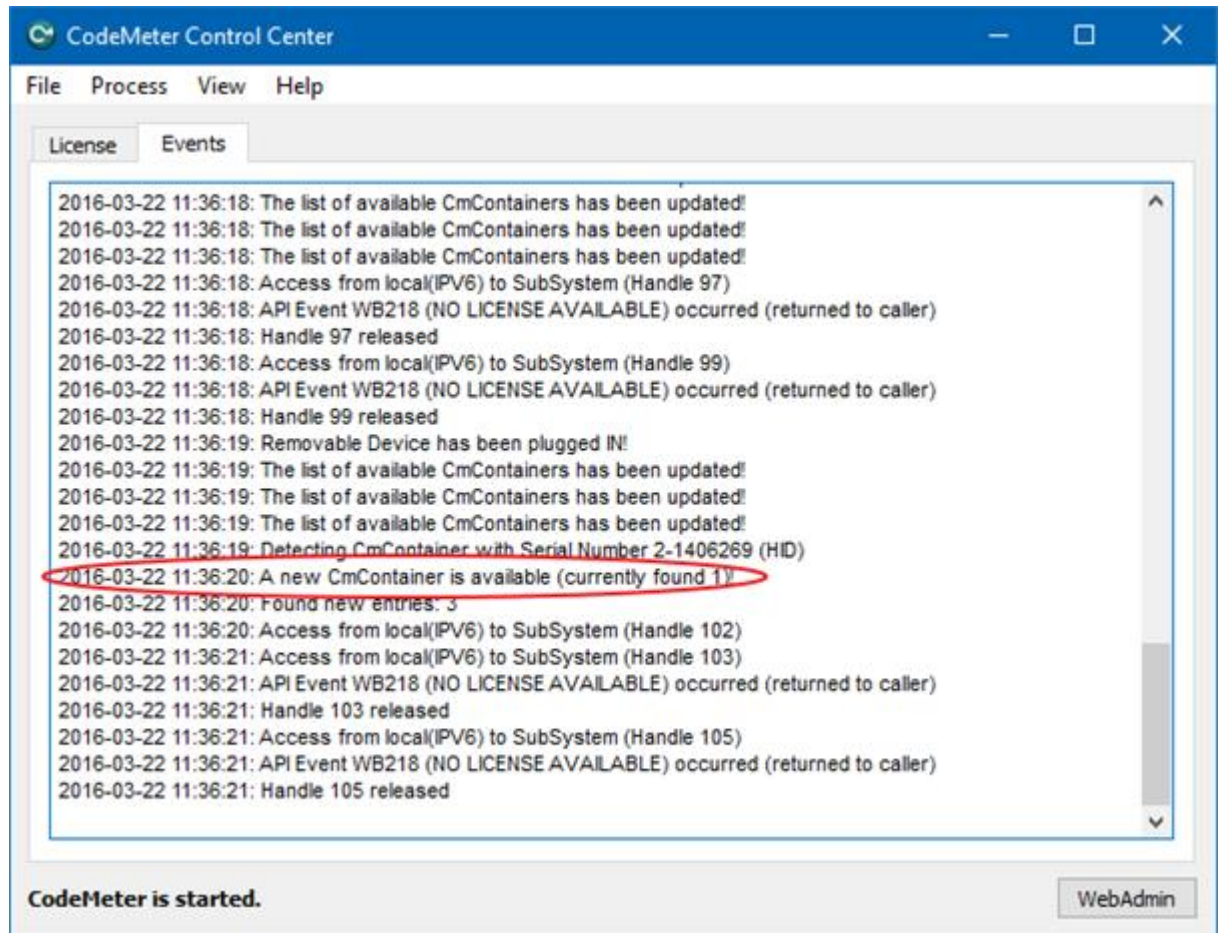 CodeMeter Control Center
File Process View Help
License Events
2016-03-22 11:36:18: The list of available CmContainers has been updated!
2016-03-22 11:36:18: The list of available CmContainers has been updated!
2016-03-22 11:36:18: The list of available CmContainers has been updated!
2016-03-22 11:36:18: Access from local(IPV6) to SubSystem (Handle 97)
2016-03-22 11:36:18: API Event WB218 (NO LICENSE AVAILABLE) occurred (returned to caller)
2016-03-22 11:36:18: Handle 97 released
2016-03-22 11:36:18: Access from local(IPV6) to SubSystem (Handle 99)
2016-03-22 11:36:18: API Event WB218 (NO LICENSE AVAILABLE) occurred (returned to caller)
2016-03-22 11:36:18: Handle 99 released
2016-03-22 11:36:19: Removable Device has been plugged IN!
2016-03-22 11:36:19: The list of available CmContainers has been updated!
2016-03-22 11:36:19: The list of available CmContainers has been updated!
2016-03-22 11:36:19: The list of available CmContainers has been updated!
2016-03-22 11:36:19: Detecting CmContainer with Serial Number 2-1406269 (HID)
2016-03-22 11:36:20: A new CmContainer is available (currently found 1)!
2016-03-22 11:36:20: Found new entries: 3
2016-03-22 11:36:20: Access from local(IPV6) to SubSystem (Handle 102)
2016-03-22 11:36:21: Access from local(IPV6) to SubSystem (Handle 103)
2016-03-22 11:36:21: API Event WB218 (NO LICENSE AVAILABLE) occurred (returned to caller)
2016-03-22 11:36:21: Handle 103 released
2016-03-22 11:36:21: Access from local(IPV6) to SubSystem (Handle 105)
2016-03-22 11:36:21: API Event WB218 (NO LICENSE AVAILABLE) occurred (returned to caller)
2016-03-22 11:36:21: Handle 105 released
CodeMeter is started.
WebAdmin